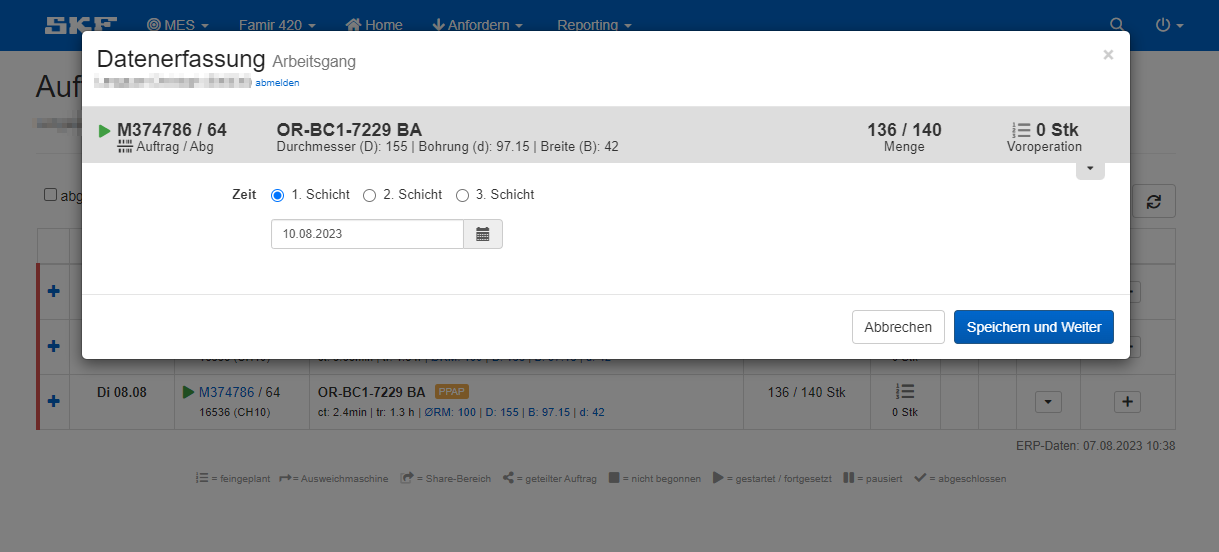 SKF MES Famir 420 Home Anfordern Reporting
Auf
Datenerfassung Arbeitsgang ×
abmelden
M374786 / 64 OR-BC1-7229 BA 136 / 140 0 Stk
Auftrag / Abg Durchmesser (D): 155 | Bohrung (d): 97.15 | Breite (B): 42 Menge Voroperation
Zeit 1. Schicht 2. Schicht 3. Schicht
abg
10.08.2023
Abbrechen Speichern und Weiter
Di 08.08 M374786 / 64 OR-BC1-7229 BA PPAP 136 / 140 Stk
16536 (CH10) ct: 2.4min | tr: 1.3 h | ØRM: 100 | D: 155 | B: 97.15 | d: 42 0 Stk
ERP-Daten: 07.08.2023 10:38
= feingeplant = Ausweichmaschine = Share-Bereich = geteilter Auftrag = nicht begonnen = gestartet / fortgesetzt = pausiert = abgeschlossen